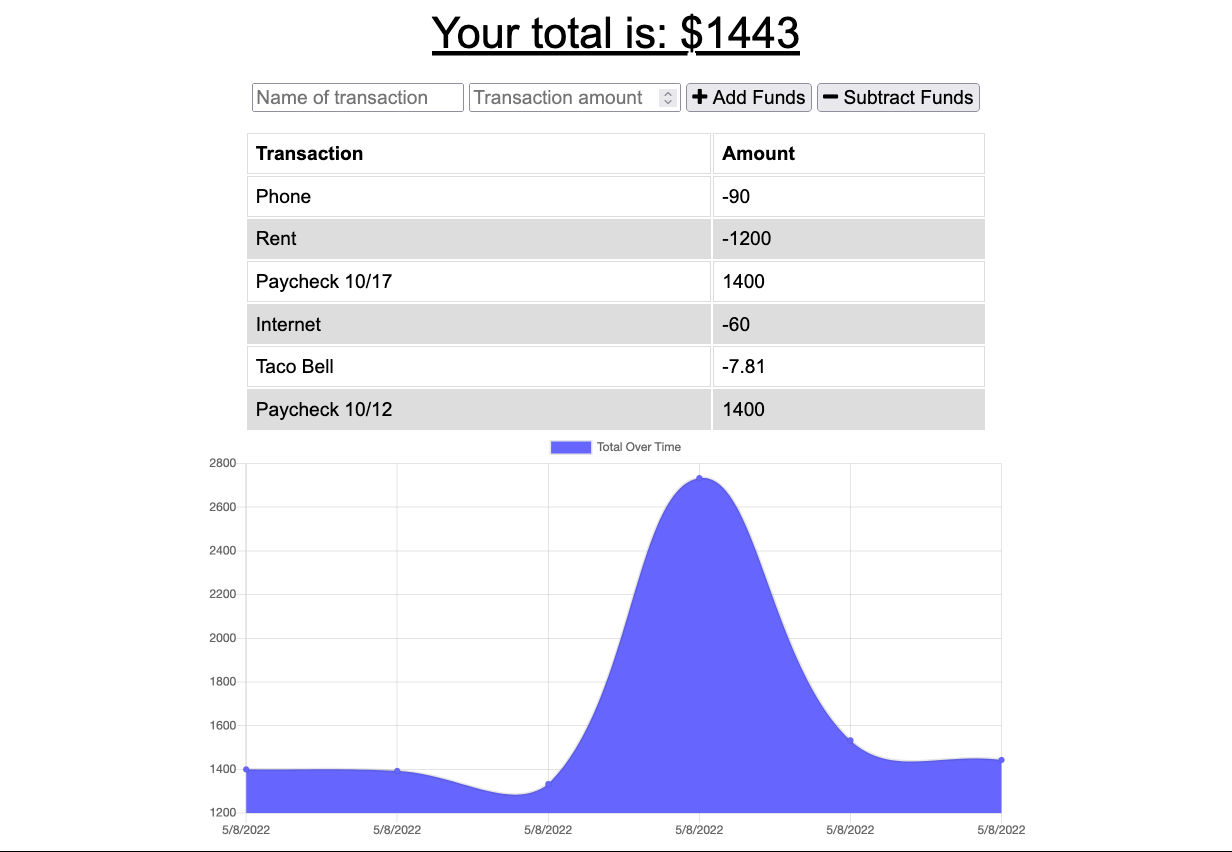 Your total is: $1443
Name of transaction Transaction amount + Add Funds − Subtract Funds
Transaction Amount
Phone -90
Rent -1200
Paycheck 10/17 1400
Internet -60
Taco Bell -7.81
Paycheck 10/12 1400
Total Over Time
2800
2600
2400
2200
2000
1800
1600
1400
1200
5/8/2022 5/8/2022 5/8/2022 5/8/2022 5/8/2022 5/8/2022